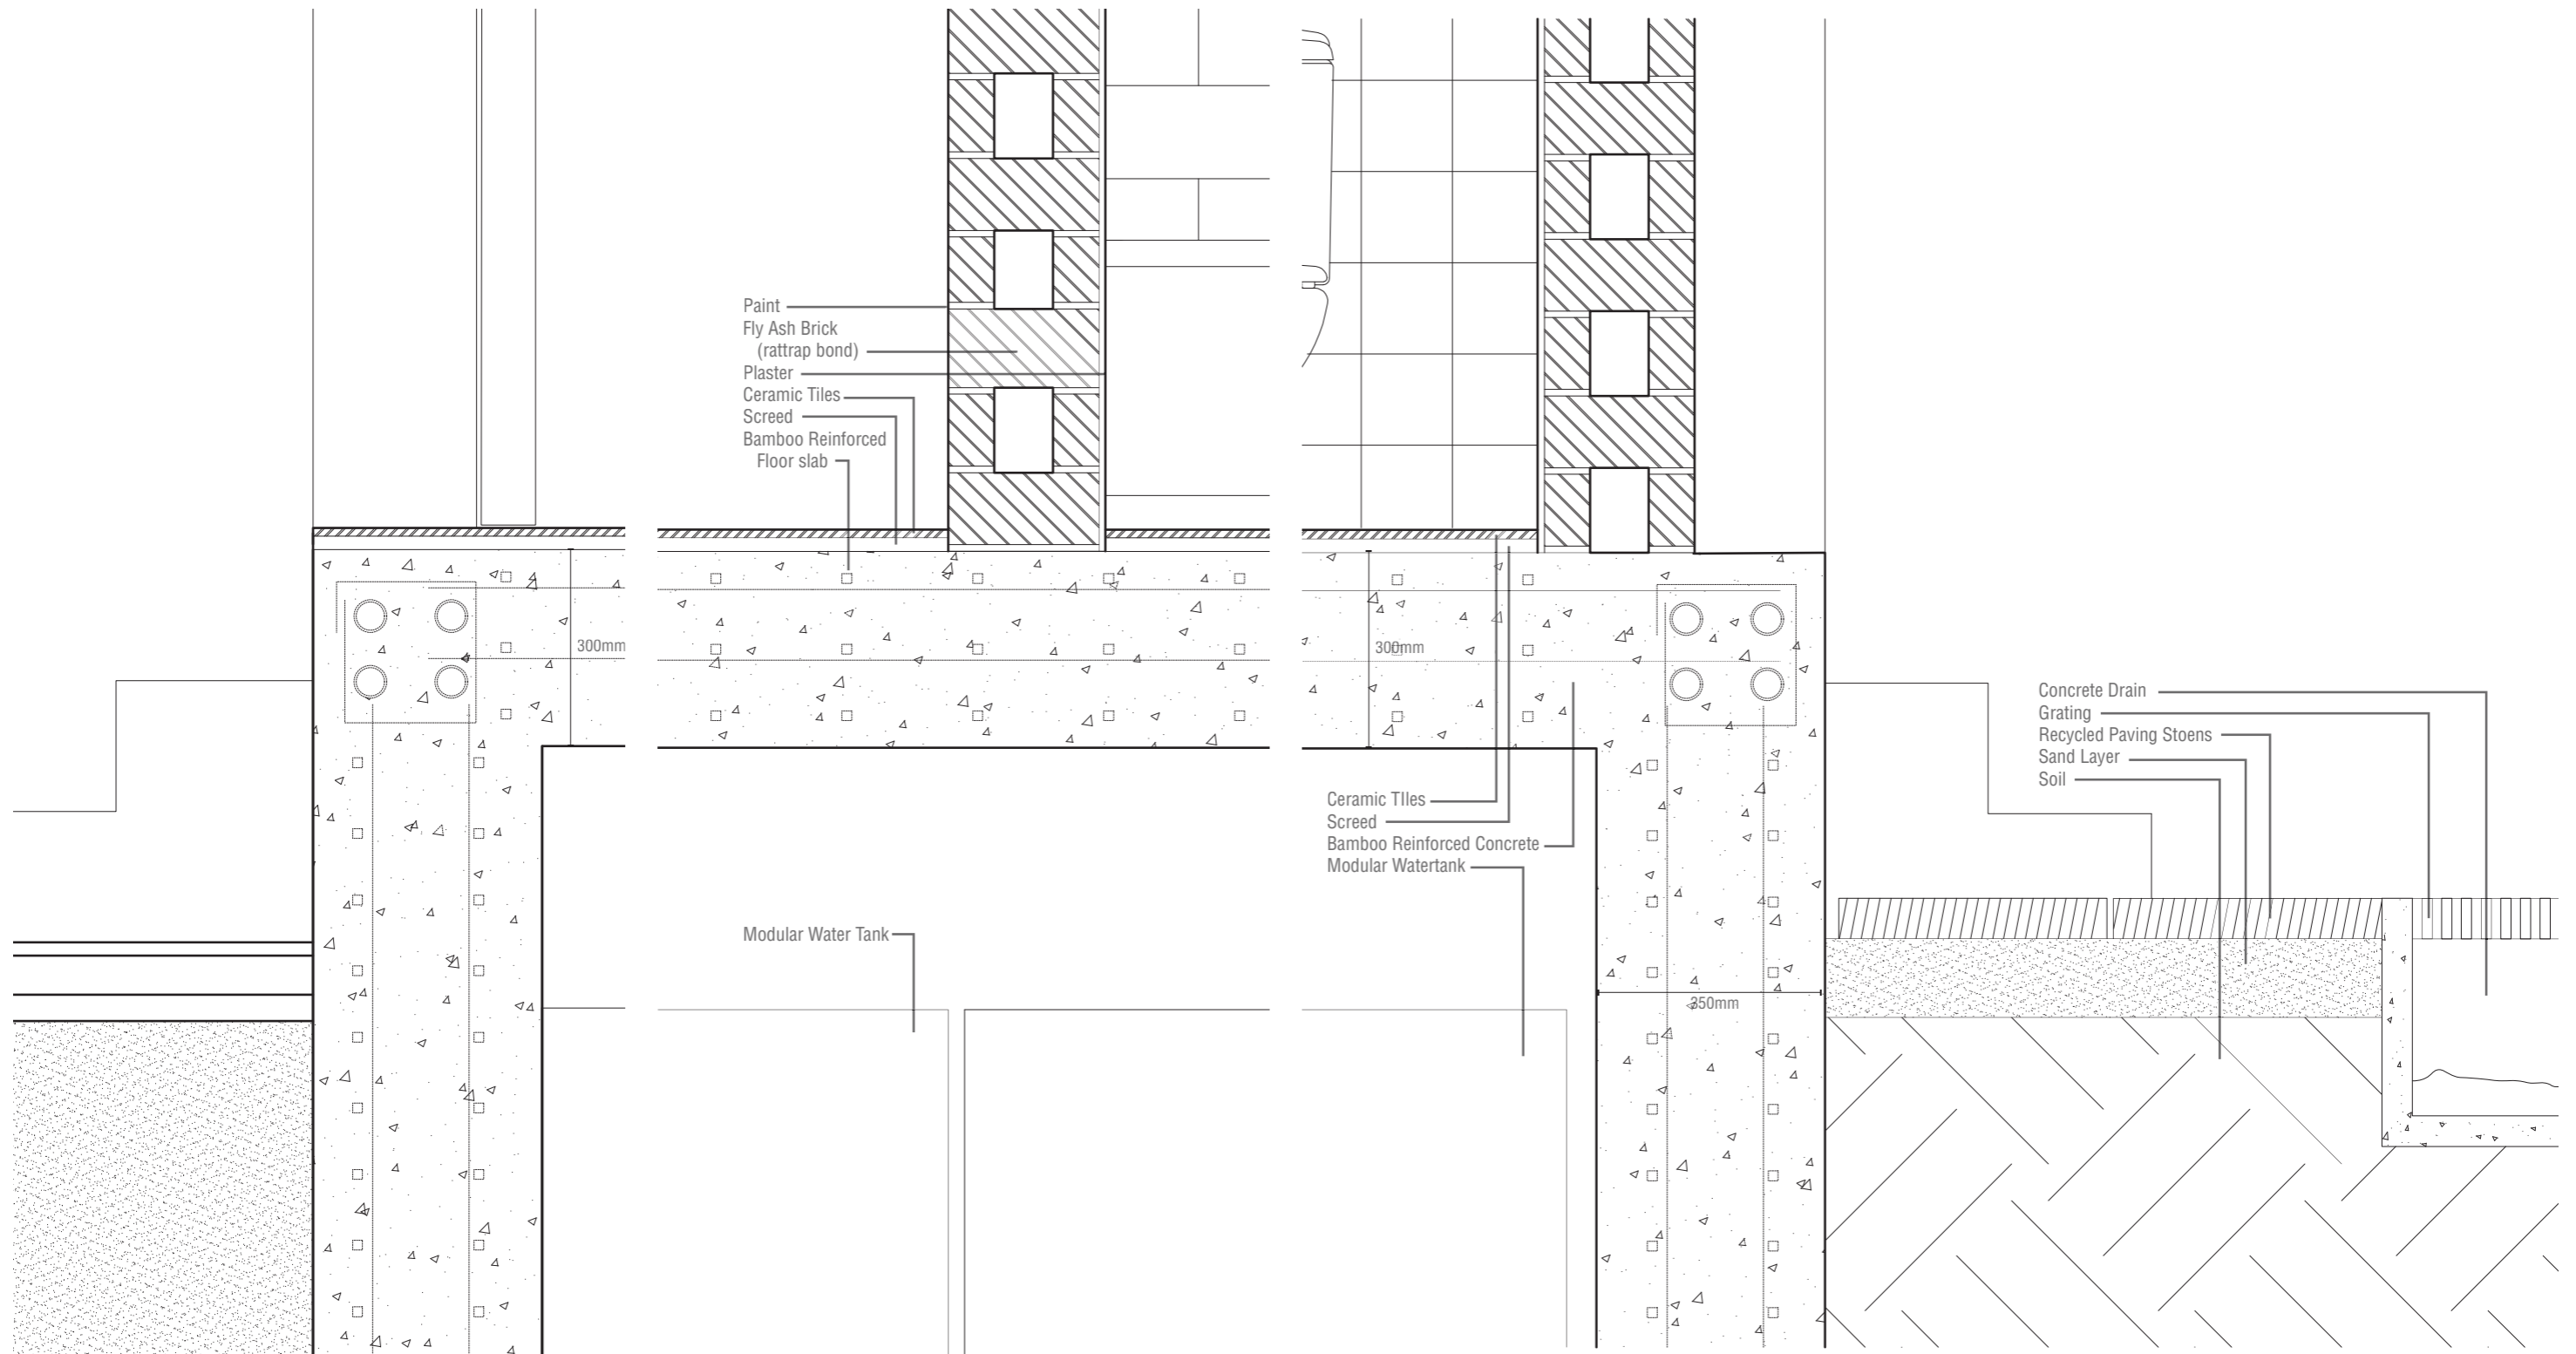 Paint
Fly Ash Brick
(rattrap bond)
Plaster
Ceramic Tiles
Screed
Bamboo Reinforced
Floor slab
300mm
Modular Water Tank
300mm
Ceramic TIles
Screed
Bamboo Reinforced Concrete
Modular Watertank
350mm
Concrete Drain
Grating
Recycled Paving Stoens
Sand Layer
Soil